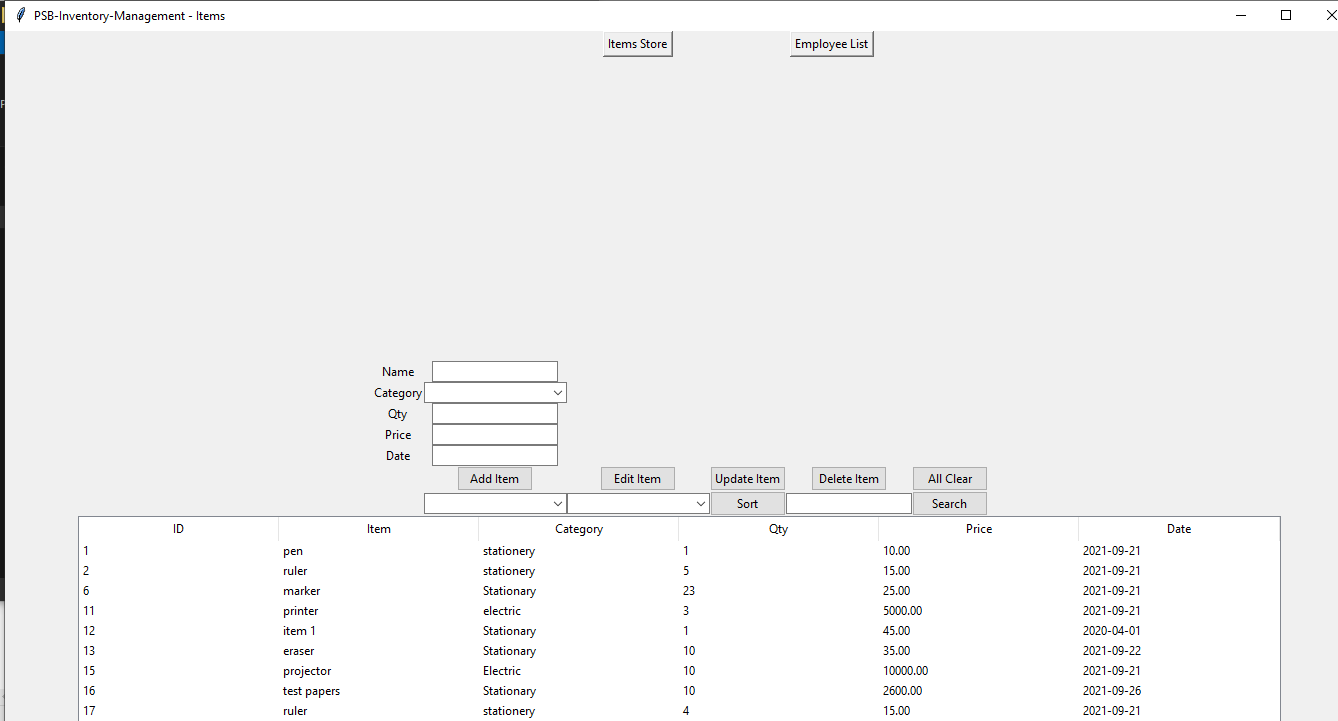 PSB-Inventory-Management - Items
Items Store Employee List
Name
Category
Qty
Price
Date
Add Item Edit Item Update Item Delete Item All Clear
Sort Search
ID Item Category Qty Price Date
1 pen stationery 1 10.00 2021-09-21
2 ruler stationery 5 15.00 2021-09-21
6 marker Stationary 23 25.00 2021-09-21
11 printer electric 3 5000.00 2021-09-21
12 item 1 Stationary 1 45.00 2020-04-01
13 eraser Stationary 10 35.00 2021-09-22
15 projector Electric 10 10000.00 2021-09-21
16 test papers Stationary 10 2600.00 2021-09-26
17 ruler stationery 4 15.00 2021-09-21